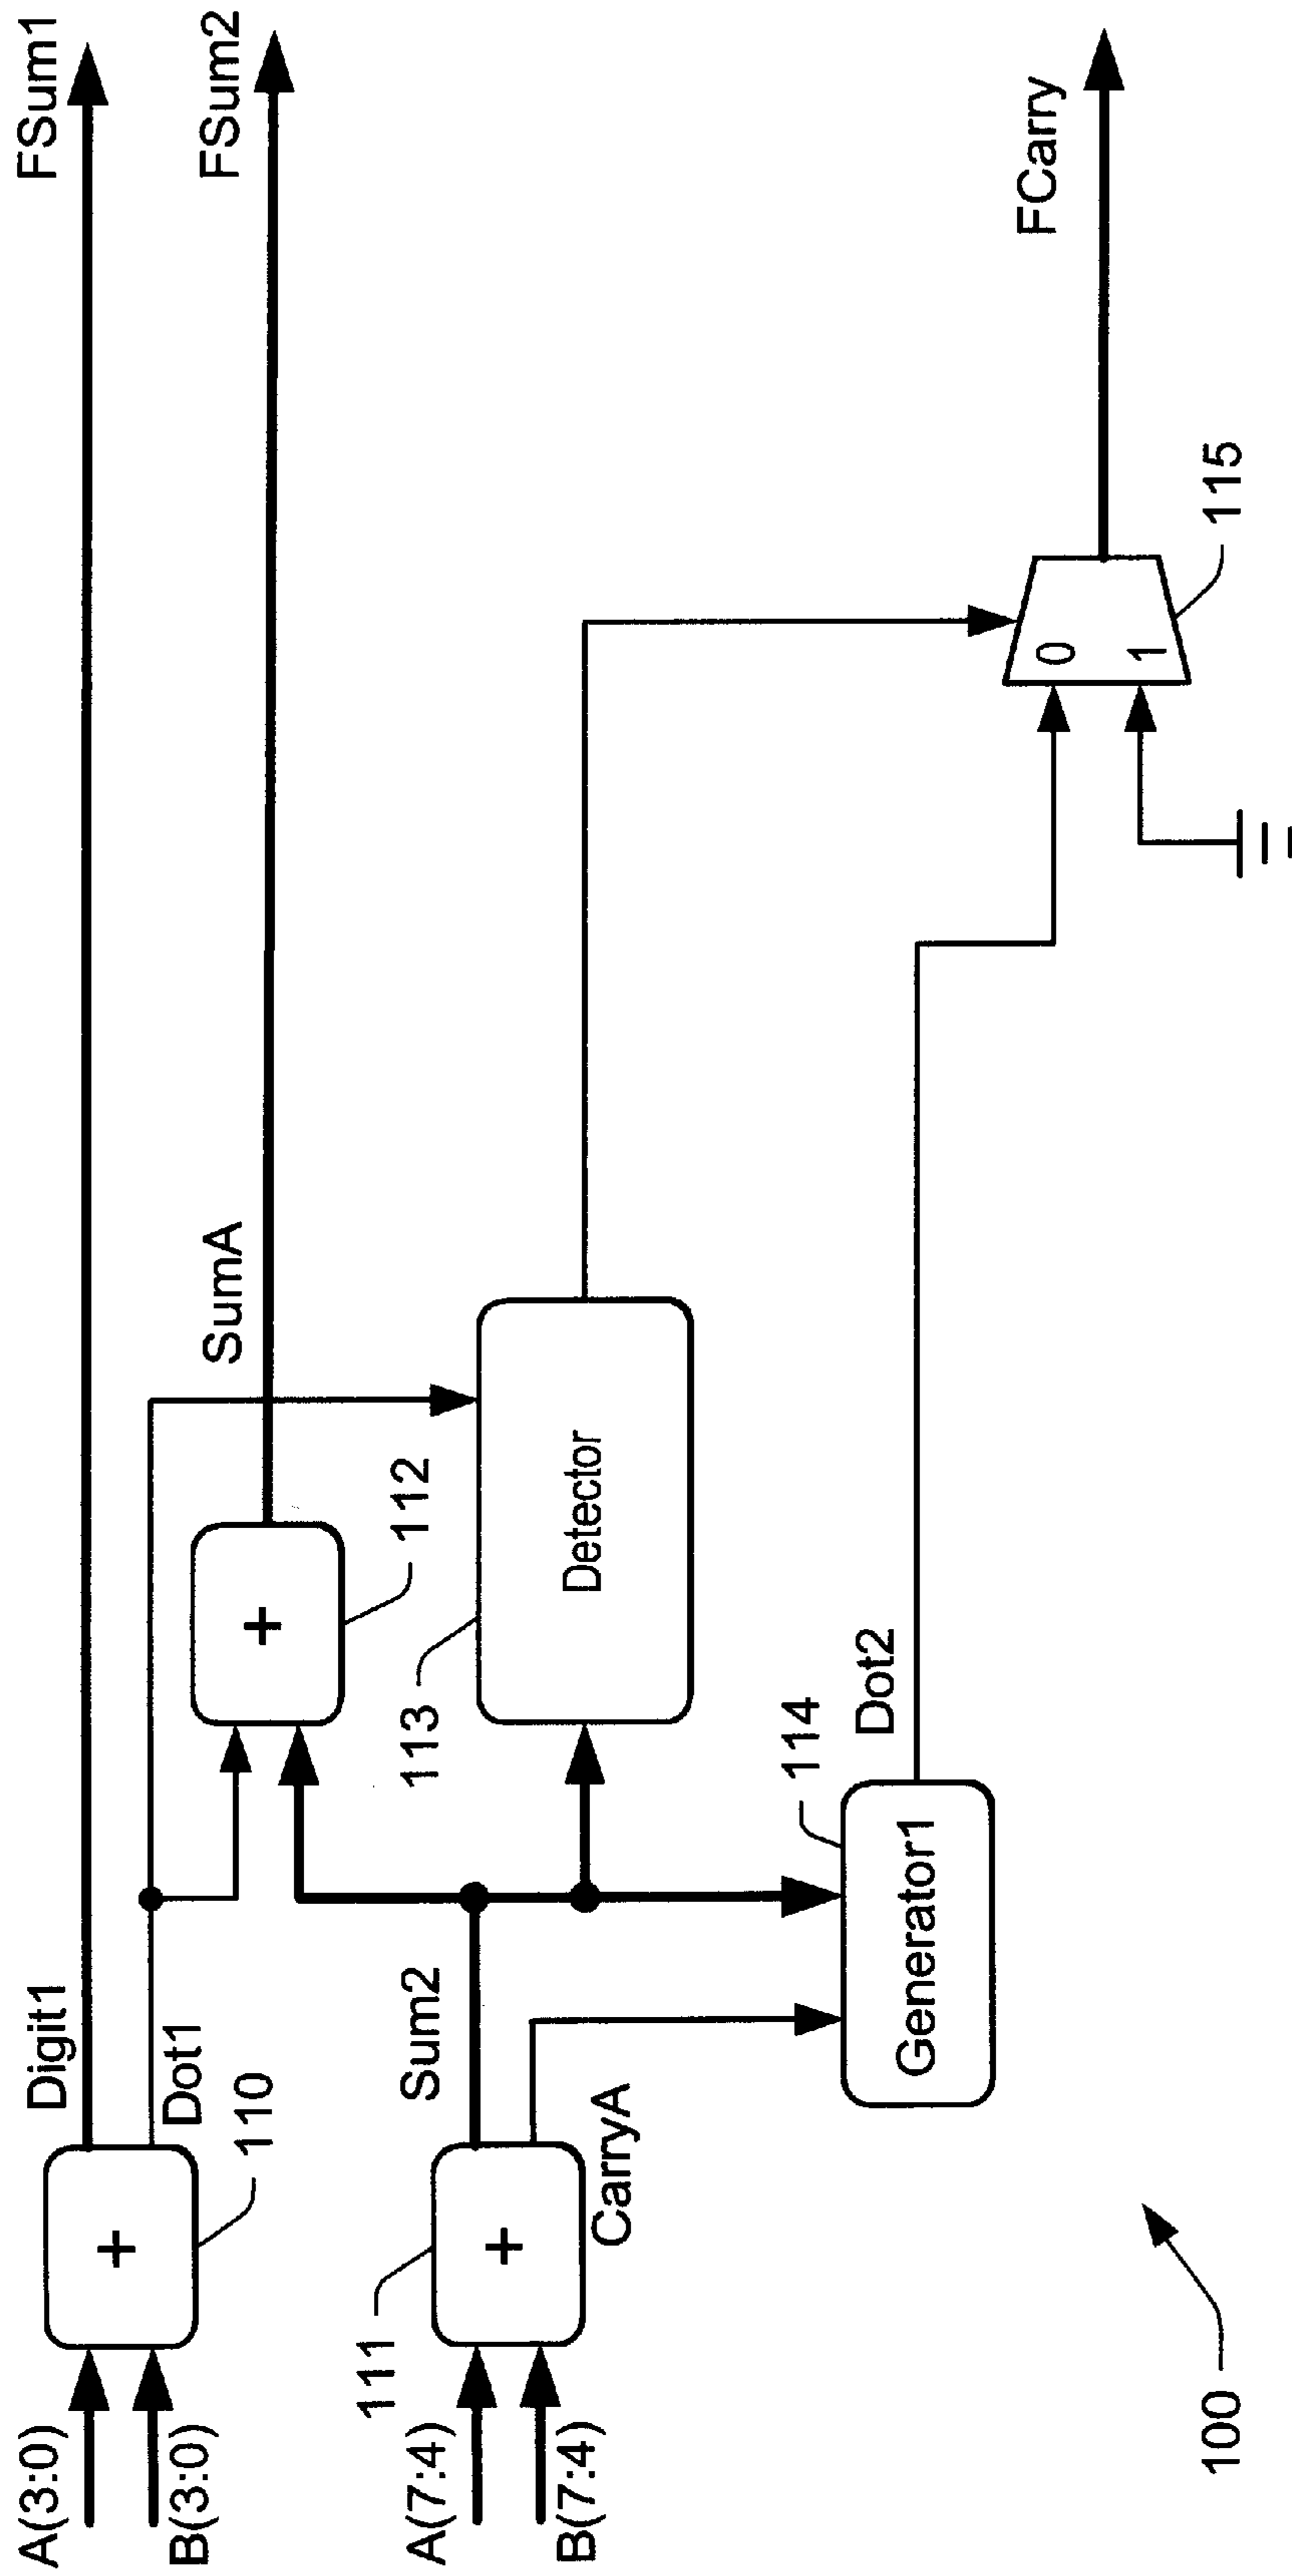 FSum1
FSum2
FCarry
SumA
Digit1
Dot1
A(3:0)
B(3:0)
+
110
+
112
Sum2
CarryA
A(7:4)
B(7:4)
+
111
Detector
113
Generator1
114
Dot2
0
1
115
100